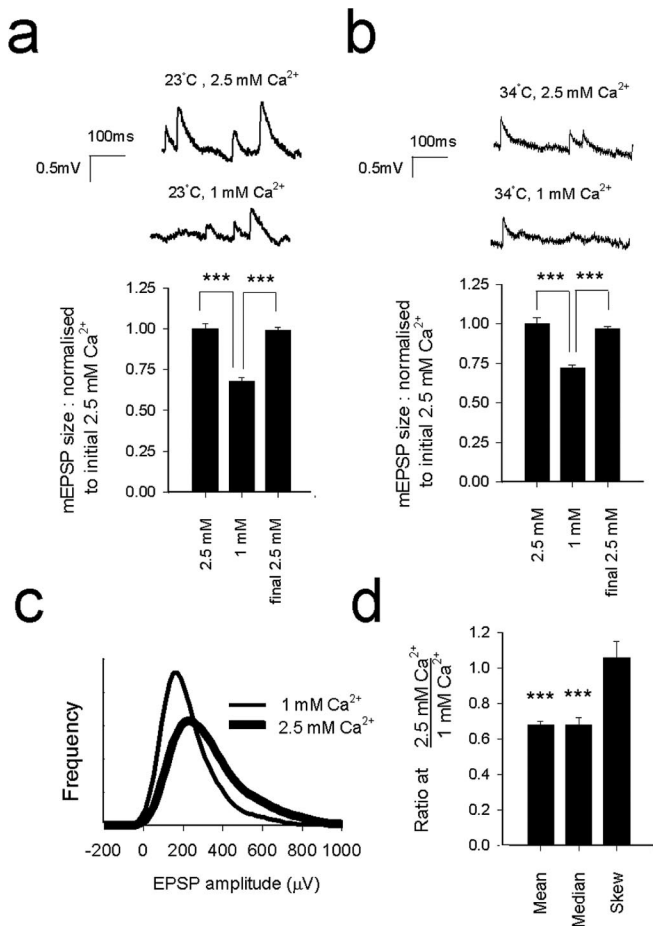 a
23°C , 2.5 mM Ca2+
100ms
0.5mV
23°C, 1 mM Ca2+
*** ***
mEPSP size : normalised
to initial 2.5 mM Ca2+
1.25
1.00
0.75
0.50
0.25
0.00
2.5 mM
1 mM
final 2.5 mM
b
34°C, 2.5 mM Ca2+
100ms
0.5mV
34°C, 1 mM Ca2+
*** ***
mEPSP size : normalised
to initial 2.5 mM Ca2+
1.25
1.00
0.75
0.50
0.25
0.00
2.5 mM
1 mM
final 2.5 mM
c
Frequency
1 mM Ca2+
2.5 mM Ca2+
-200 0 200 400 600 800 1000
EPSP amplitude (μV)
d
Ratio at 2.5 mM Ca2+
1 mM Ca2+
1.2
1.0
0.8
0.6
0.4
0.2
0.0
*** ***
Mean
Median
Skew